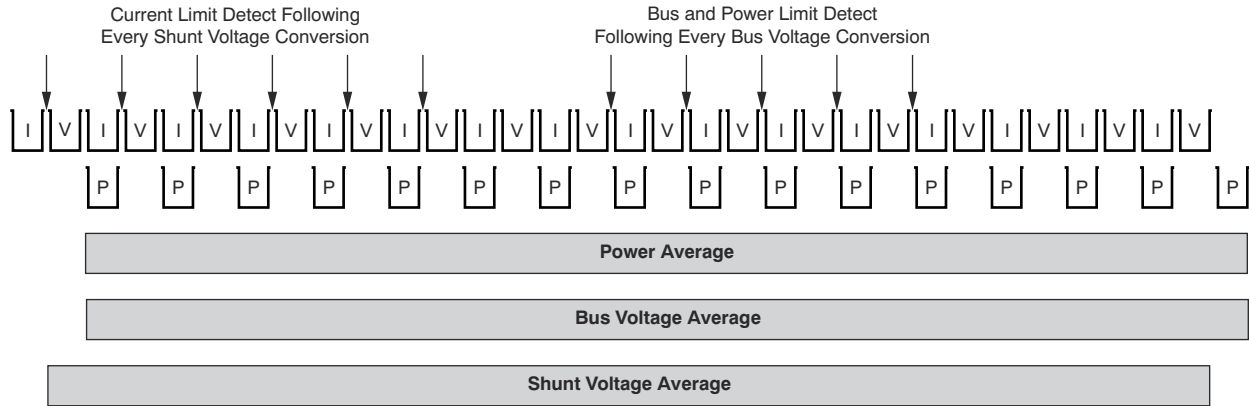 Current Limit Detect Following
Every Shunt Voltage Conversion
Bus and Power Limit Detect
Following Every Bus Voltage Conversion
I V I V I V I V I V I V I V I V I V I V I V I V I V I V I V I V
P P P P P P P P P P P P P P P P
Power Average
Bus Voltage Average
Shunt Voltage Average